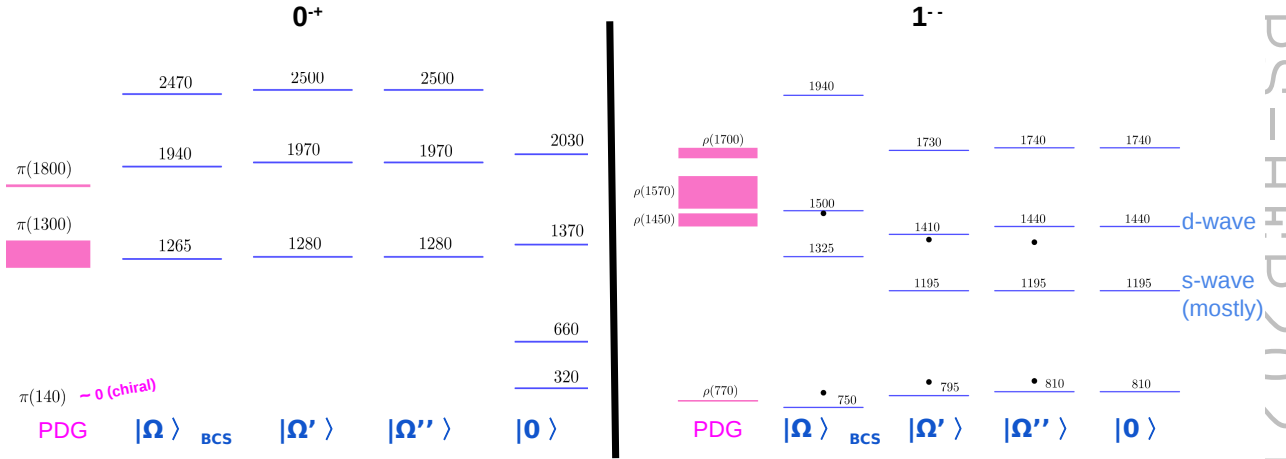 0-+
1--
2470
2500
2500
1940
1970
1970
2030
π(1800)
π(1300)
1265
1280
1280
1370
660
320
π(140)
~ 0 (chiral)
PDG
|Ω 〉 BCS
|Ω' 〉
|Ω'' 〉
|0 〉
1940
ρ(1700)
1730
1740
1740
ρ(1570)
1500
ρ(1450)
1410
1440
1440
d-wave
1325
1195
1195
1195
s-wave
(mostly)
ρ(770)
750
795
810
810
PDG
|Ω 〉 BCS
|Ω' 〉
|Ω'' 〉
|0 〉